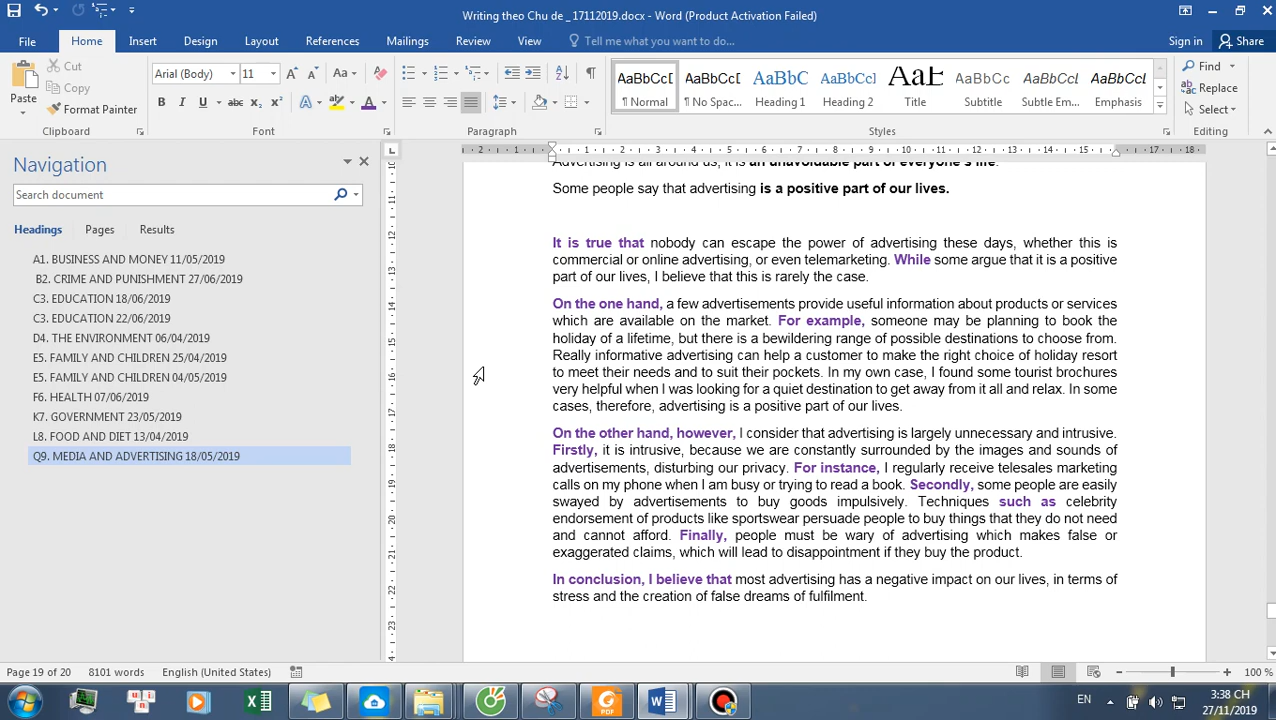 Writing theo Chu de _ 17112019.docx - Word (Product Activation Failed)
File Home Insert Design Layout References Mailings Review View Tell me what you want to do... Sign in Share
Cut
Copy
Format Painter
Paste
Clipboard
Arial (Body) 11
Font
Paragraph
AaBbCcI AaBbCcI AaBbC AaBbCcI AaE AaBbCcD AaBbCcI AaBbCcI
¶ Normal ¶ No Spac... Heading 1 Heading 2 Title Subtitle Subtle Em... Emphasis
Styles
Find
Replace
Select
Editing
Navigation
Search document
Headings Pages Results
A1. BUSINESS AND MONEY 11/05/2019
B2. CRIME AND PUNISHMENT 27/06/2019
C3. EDUCATION 18/06/2019
C3. EDUCATION 22/06/2019
D4. THE ENVIRONMENT 06/04/2019
E5. FAMILY AND CHILDREN 25/04/2019
E5. FAMILY AND CHILDREN 04/05/2019
F6. HEALTH 07/06/2019
K7. GOVERNMENT 23/05/2019
L8. FOOD AND DIET 13/04/2019
Q9. MEDIA AND ADVERTISING 18/05/2019
Advertising is all around us, it is an unavoidable part of everyone's life.
Some people say that advertising is a positive part of our lives.
It is true that nobody can escape the power of advertising these days, whether this is
commercial or online advertising, or even telemarketing. While some argue that it is a positive
part of our lives, I believe that this is rarely the case.
On the one hand, a few advertisements provide useful information about products or services
which are available on the market. For example, someone may be planning to book the
holiday of a lifetime, but there is a bewildering range of possible destinations to choose from.
Really informative advertising can help a customer to make the right choice of holiday resort
to meet their needs and to suit their pockets. In my own case, I found some tourist brochures
very helpful when I was looking for a quiet destination to get away from it all and relax. In some
cases, therefore, advertising is a positive part of our lives.
On the other hand, however, I consider that advertising is largely unnecessary and intrusive.
Firstly, it is intrusive, because we are constantly surrounded by the images and sounds of
advertisements, disturbing our privacy. For instance, I regularly receive telesales marketing
calls on my phone when I am busy or trying to read a book. Secondly, some people are easily
swayed by advertisements to buy goods impulsively. Techniques such as celebrity
endorsement of products like sportswear persuade people to buy things that they do not need
and cannot afford. Finally, people must be wary of advertising which makes false or
exaggerated claims, which will lead to disappointment if they buy the product.
In conclusion, I believe that most advertising has a negative impact on our lives, in terms of
stress and the creation of false dreams of fulfilment.
Page 19 of 20 8101 words English (United States) 100 %
EN 3:38 CH
27/11/2019